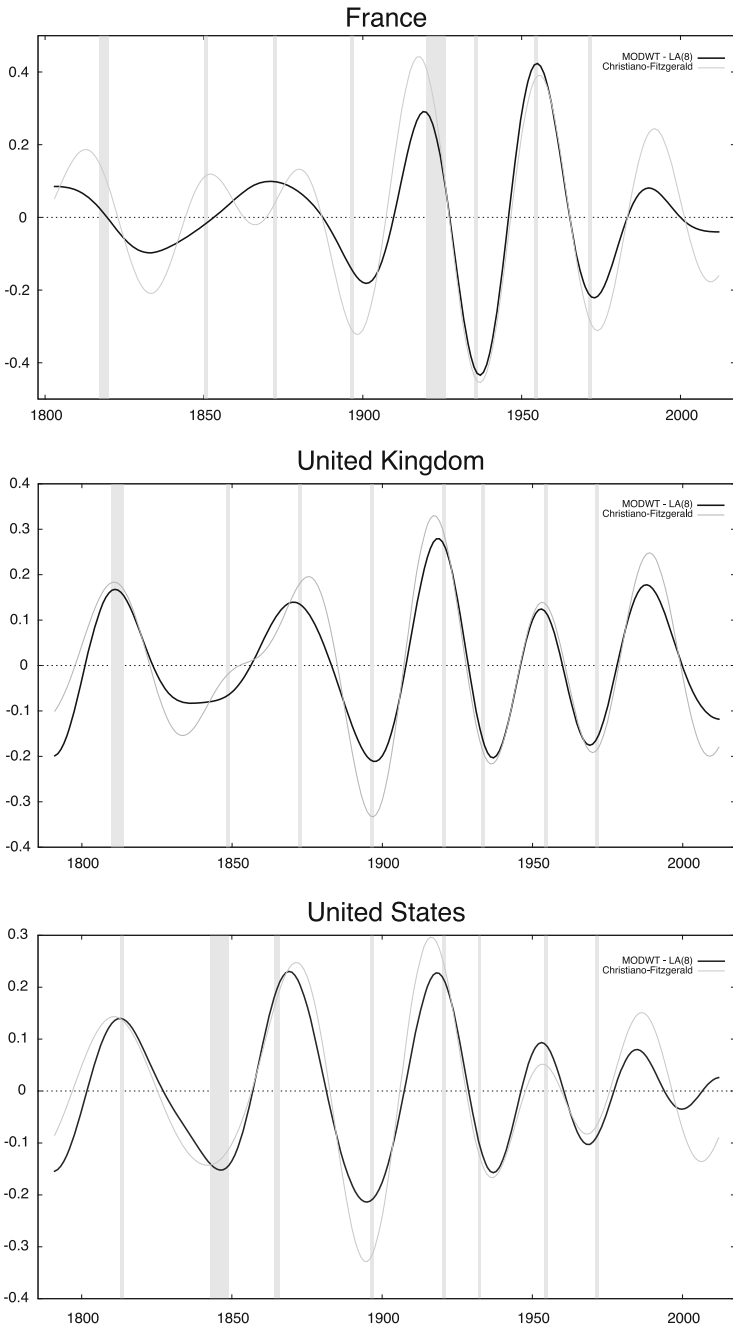 France
0.4
MODWT - LA(8)
Christiano-Fitzgerald
0.2
0
-0.2
-0.4
1800 1850 1900 1950 2000
United Kingdom
0.4
MODWT - LA(8)
Christiano-Fitzgerald
0.3
0.2
0.1
0
-0.1
-0.2
-0.3
-0.4
1800 1850 1900 1950 2000
United States
0.3
MODWT - LA(8)
Christiano-Fitzgerald
0.2
0.1
0
-0.1
-0.2
-0.3
-0.4
1800 1850 1900 1950 2000